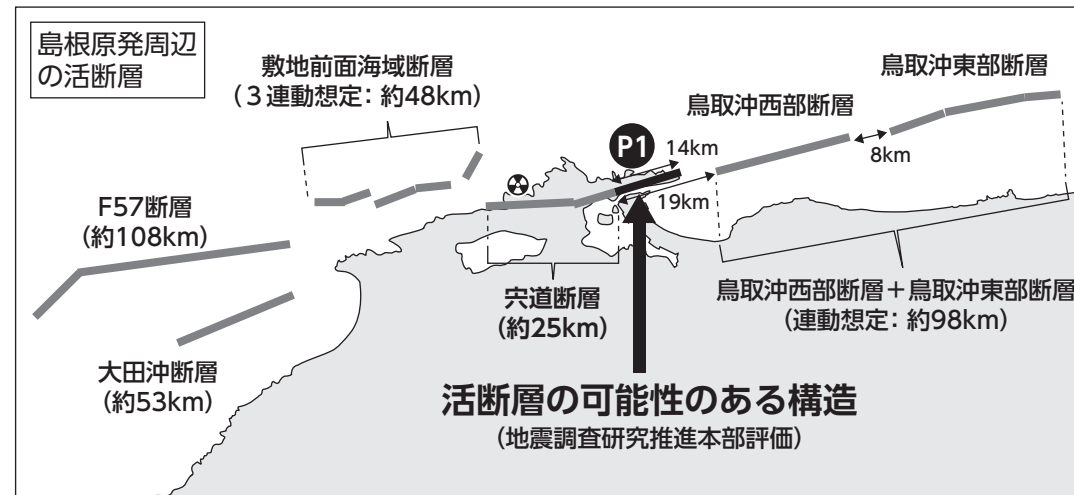 島根原発周辺
の活断層
敷地前面海域断層
(3連動想定：約48km)
鳥取沖東部断層
鳥取沖西部断層
P1
14km
8km
19km
F57断層
(約108km)
宍道断層
(約25km)
鳥取沖西部断層＋鳥取沖東部断層
(連動想定：約98km)
大田沖断層
(約53km)
活断層の可能性のある構造
(地震調査研究推進本部評価)